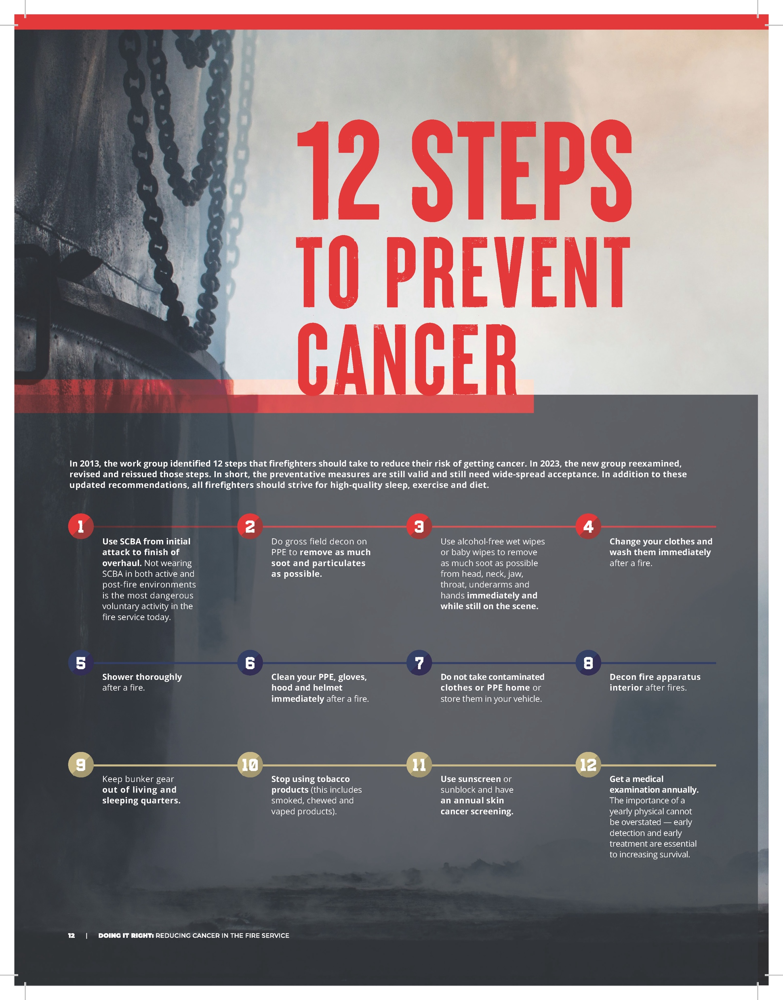 12 STEPS
TO PREVENT
CANCER
In 2013, the work group identified 12 steps that firefighters should take to reduce their risk of getting cancer. In 2023, the new group reexamined,
revised and reissued those steps. In short, the preventative measures are still valid and still need wide-spread acceptance. In addition to these
updated recommendations, all firefighters should strive for high-quality sleep, exercise and diet.
1
Use SCBA from initial
attack to finish of
overhaul. Not wearing
SCBA in both active and
post-fire environments
is the most dangerous
voluntary activity in the
fire service today.
2
Do gross field decon on
PPE to remove as much
soot and particulates
as possible.
3
Use alcohol-free wet wipes
or baby wipes to remove
as much soot as possible
from head, neck, jaw,
throat, underarms and
hands immediately and
while still on the scene.
4
Change your clothes and
wash them immediately
after a fire.
5
Shower thoroughly
after a fire.
6
Clean your PPE, gloves,
hood and helmet
immediately after a fire.
7
Do not take contaminated
clothes or PPE home or
store them in your vehicle.
8
Decon fire apparatus
interior after fires.
9
Keep bunker gear
out of living and
sleeping quarters.
10
Stop using tobacco
products (this includes
smoked, chewed and
vaped products).
11
Use sunscreen or
sunblock and have
an annual skin
cancer screening.
12
Get a medical
examination annually.
The importance of a
yearly physical cannot
be overstated — early
detection and early
treatment are essential
to increasing survival.
12 | DOING IT RIGHT: REDUCING CANCER IN THE FIRE SERVICE